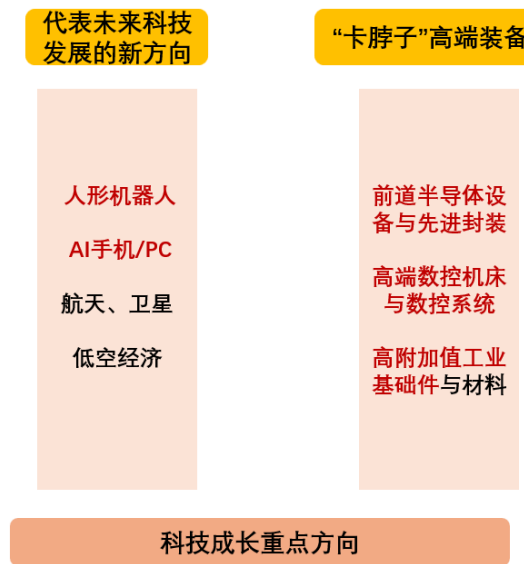 代表未来科技
发展的新方向
人形机器人
AI手机/PC
航天、卫星
低空经济
“卡脖子”高端装备
前道半导体设
备与先进封装
高端数控机床
与数控系统
高附加值工业
基础件与材料
科技成长重点方向